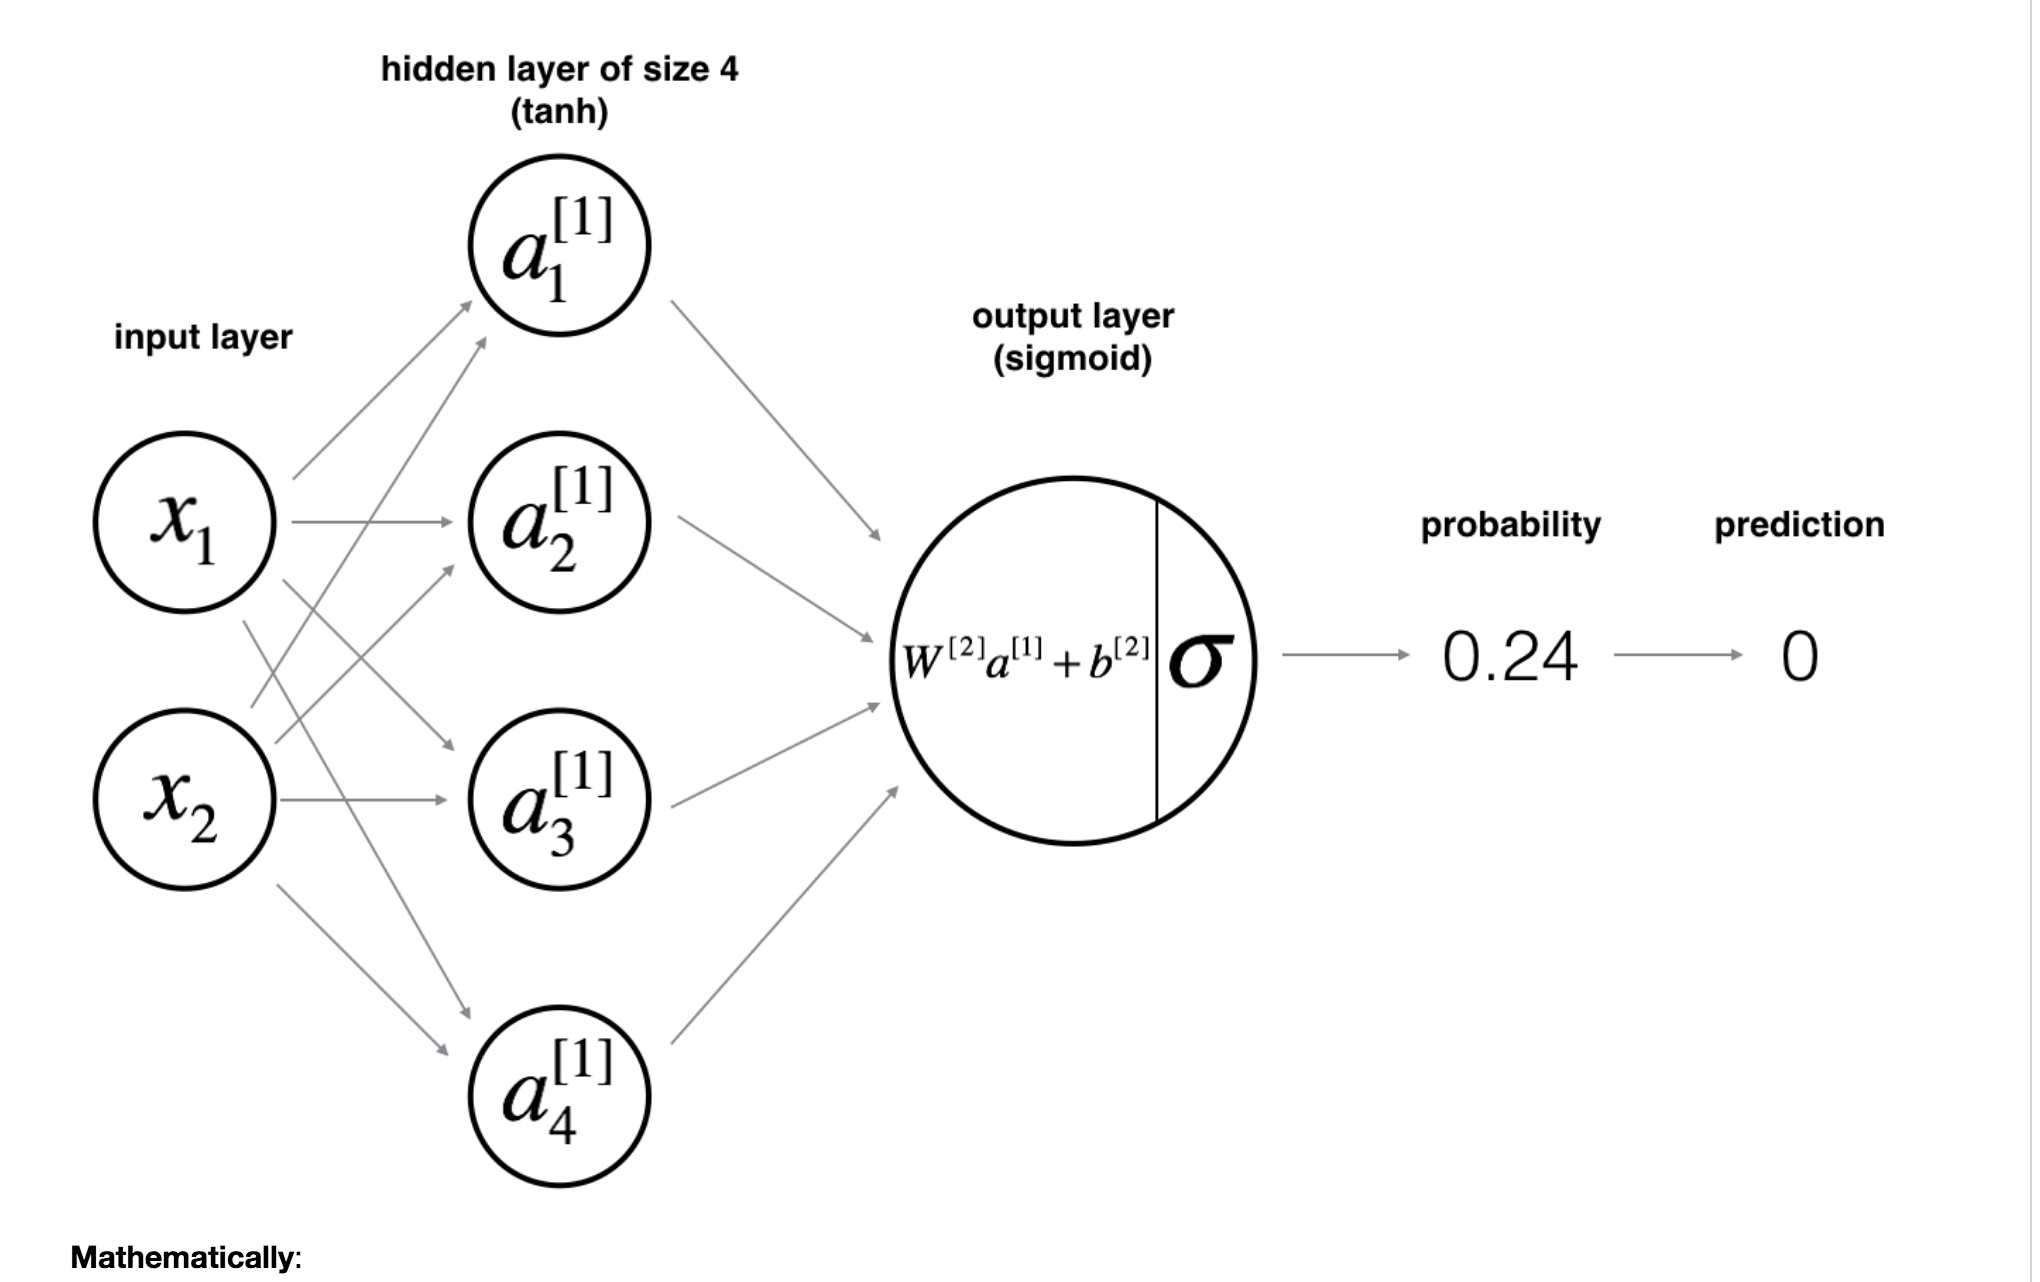 hidden layer of size 4
(tanh)
a₁^[1]
input layer
output layer
(sigmoid)
x₁
a₂^[1]
probability
prediction
W^[2]a^[1] + b^[2]
σ
0.24
0
x₂
a₃^[1]
a₄^[1]
Mathematically: